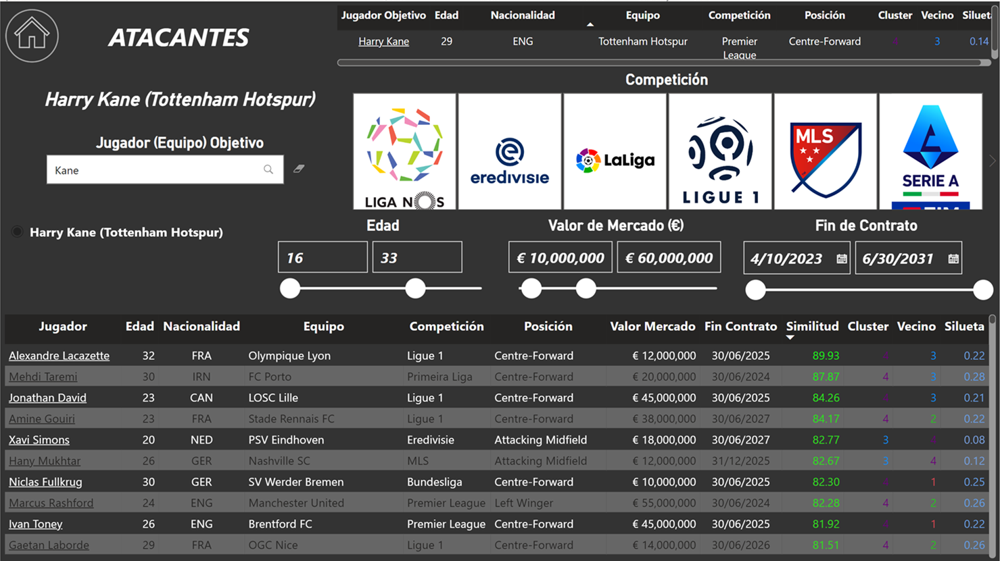 ATACANTES
Jugador Objetivo Edad Nacionalidad Equipo Competición Posición Cluster Vecino Silueta
Harry Kane 29 ENG Tottenham Hotspur Premier League Centre-Forward 4 3 0.14
Harry Kane (Tottenham Hotspur)
Jugador (Equipo) Objetivo
Kane
Harry Kane (Tottenham Hotspur)
Competición
LIGA NOS
eredivisie
LaLiga
LIGUE 1
MLS
SERIE A
TIM
Edad
16 33
Valor de Mercado (€)
€ 10,000,000 € 60,000,000
Fin de Contrato
4/10/2023 6/30/2031
Jugador Edad Nacionalidad Equipo Competición Posición Valor Mercado Fin Contrato Similitud Cluster Vecino Silueta
Alexandre Lacazette 32 FRA Olympique Lyon Ligue 1 Centre-Forward € 12,000,000 30/06/2025 89.93 4 3 0.22
Mehdi Taremi 30 IRN FC Porto Primeira Liga Centre-Forward € 20,000,000 30/06/2024 87.87 4 3 0.28
Jonathan David 23 CAN LOSC Lille Ligue 1 Centre-Forward € 45,000,000 30/06/2025 84.26 4 3 0.21
Amine Gouiri 23 FRA Stade Rennais FC Ligue 1 Centre-Forward € 38,000,000 30/06/2027 84.17 4 2 0.22
Xavi Simons 20 NED PSV Eindhoven Eredivisie Attacking Midfield € 18,000,000 30/06/2027 82.77 3 4 0.08
Hany Mukhtar 26 GER Nashville SC MLS Attacking Midfield € 12,000,000 31/12/2025 82.67 3 4 0.12
Niclas Fullkrug 30 GER SV Werder Bremen Bundesliga Centre-Forward € 10,000,000 30/06/2025 82.30 4 1 0.25
Marcus Rashford 24 ENG Manchester United Premier League Left Winger € 55,000,000 30/06/2024 82.28 4 2 0.26
Ivan Toney 26 ENG Brentford FC Premier League Centre-Forward € 45,000,000 30/06/2025 81.92 4 1 0.22
Gaetan Laborde 29 FRA OGC Nice Ligue 1 Centre-Forward € 14,000,000 30/06/2026 81.51 4 2 0.26